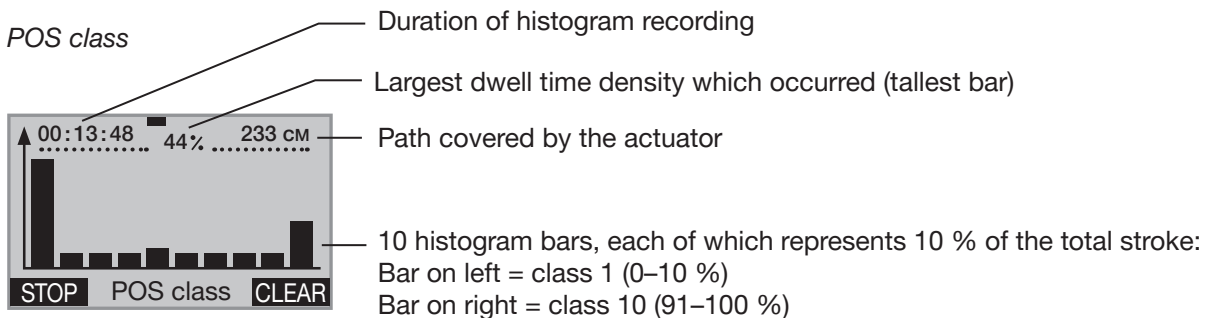 Duration of histogram recording
POS class
Largest dwell time density which occurred (tallest bar)
00:13:48 44% 233 CM
Path covered by the actuator
10 histogram bars, each of which represents 10 % of the total stroke:
Bar on left = class 1 (0–10 %)
STOP POS class CLEAR
Bar on right = class 10 (91–100 %)